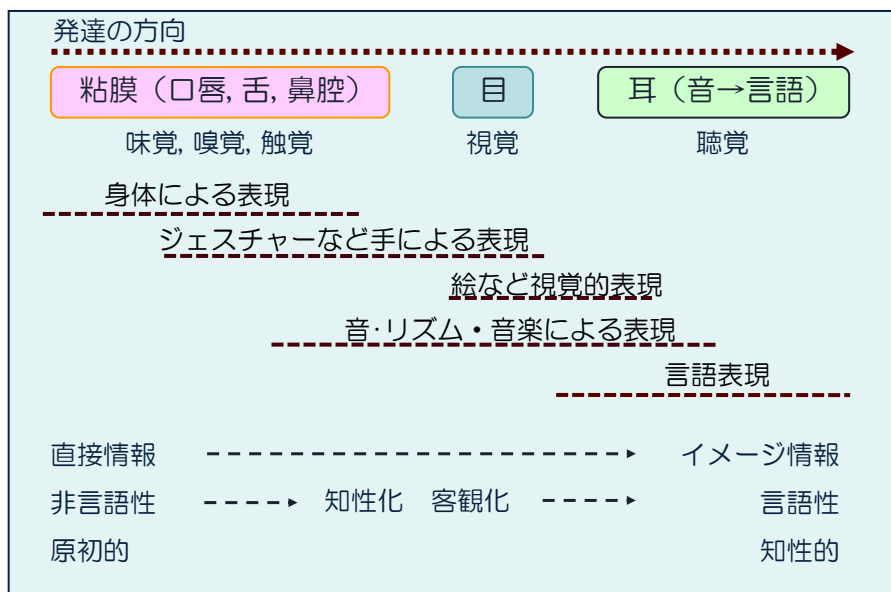 発達の方向
粘膜（口唇, 舌, 鼻腔） 目 耳（音→言語）
味覚, 嗅覚, 触覚 視覚 聴覚
身体による表現
ジェスチャーなど手による表現
絵など視覚的表現
音･リズム・音楽による表現
言語表現
直接情報 イメージ情報
非言語性 知性化 客観化 言語性
原初的 知性的